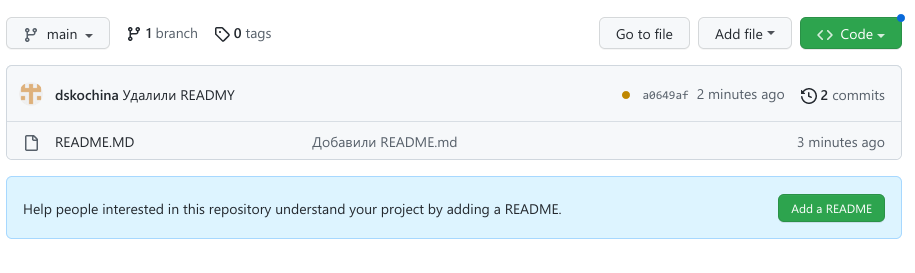 main 1 branch 0 tags Go to file Add file Code
dskochina Удалили READMY a0649af 2 minutes ago 2 commits
README.MD Добавили README.md 3 minutes ago
Help people interested in this repository understand your project by adding a README. Add a README